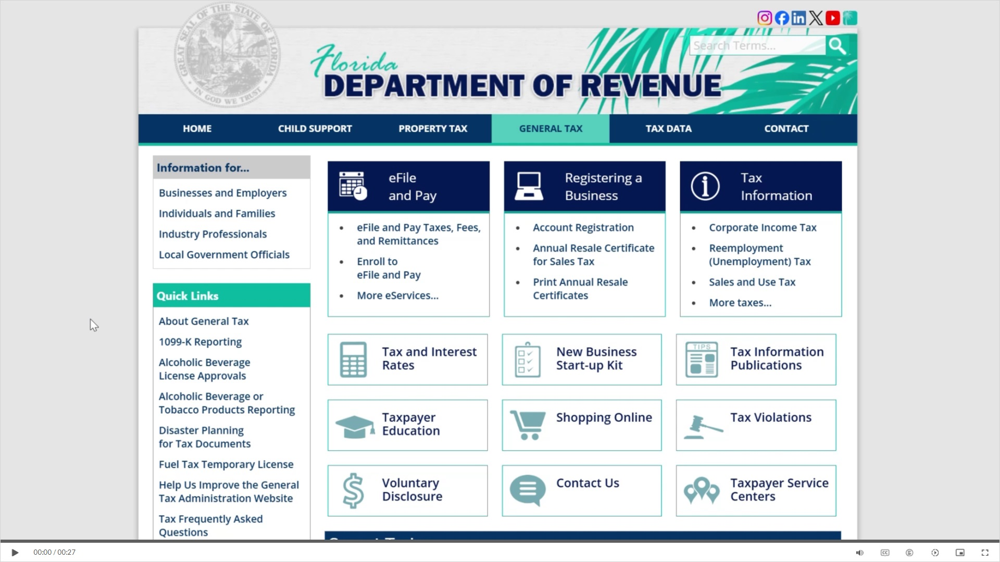 GREAT SEAL OF THE STATE OF FLORIDA
IN GOD WE TRUST
Search Terms...
Florida
DEPARTMENT OF REVENUE
HOME
CHILD SUPPORT
PROPERTY TAX
GENERAL TAX
TAX DATA
CONTACT
Information for...
Businesses and Employers
Individuals and Families
Industry Professionals
Local Government Officials
Quick Links
About General Tax
1099-K Reporting
Alcoholic Beverage
License Approvals
Alcoholic Beverage or
Tobacco Products Reporting
Disaster Planning
for Tax Documents
Fuel Tax Temporary License
Help Us Improve the General
Tax Administration Website
Tax Frequently Asked
Questions
eFile
and Pay
eFile and Pay Taxes, Fees,
and Remittances
Enroll to
eFile and Pay
More eServices...
Registering a
Business
Account Registration
Annual Resale Certificate
for Sales Tax
Print Annual Resale
Certificates
Tax
Information
Corporate Income Tax
Reemployment
(Unemployment) Tax
Sales and Use Tax
More taxes...
Tax and Interest
Rates
New Business
Start-up Kit
TIPS
Tax Information
Publications
Taxpayer
Education
Shopping Online
Tax Violations
Voluntary
Disclosure
Contact Us
Taxpayer Service
Centers
00:00 / 00:27
CC